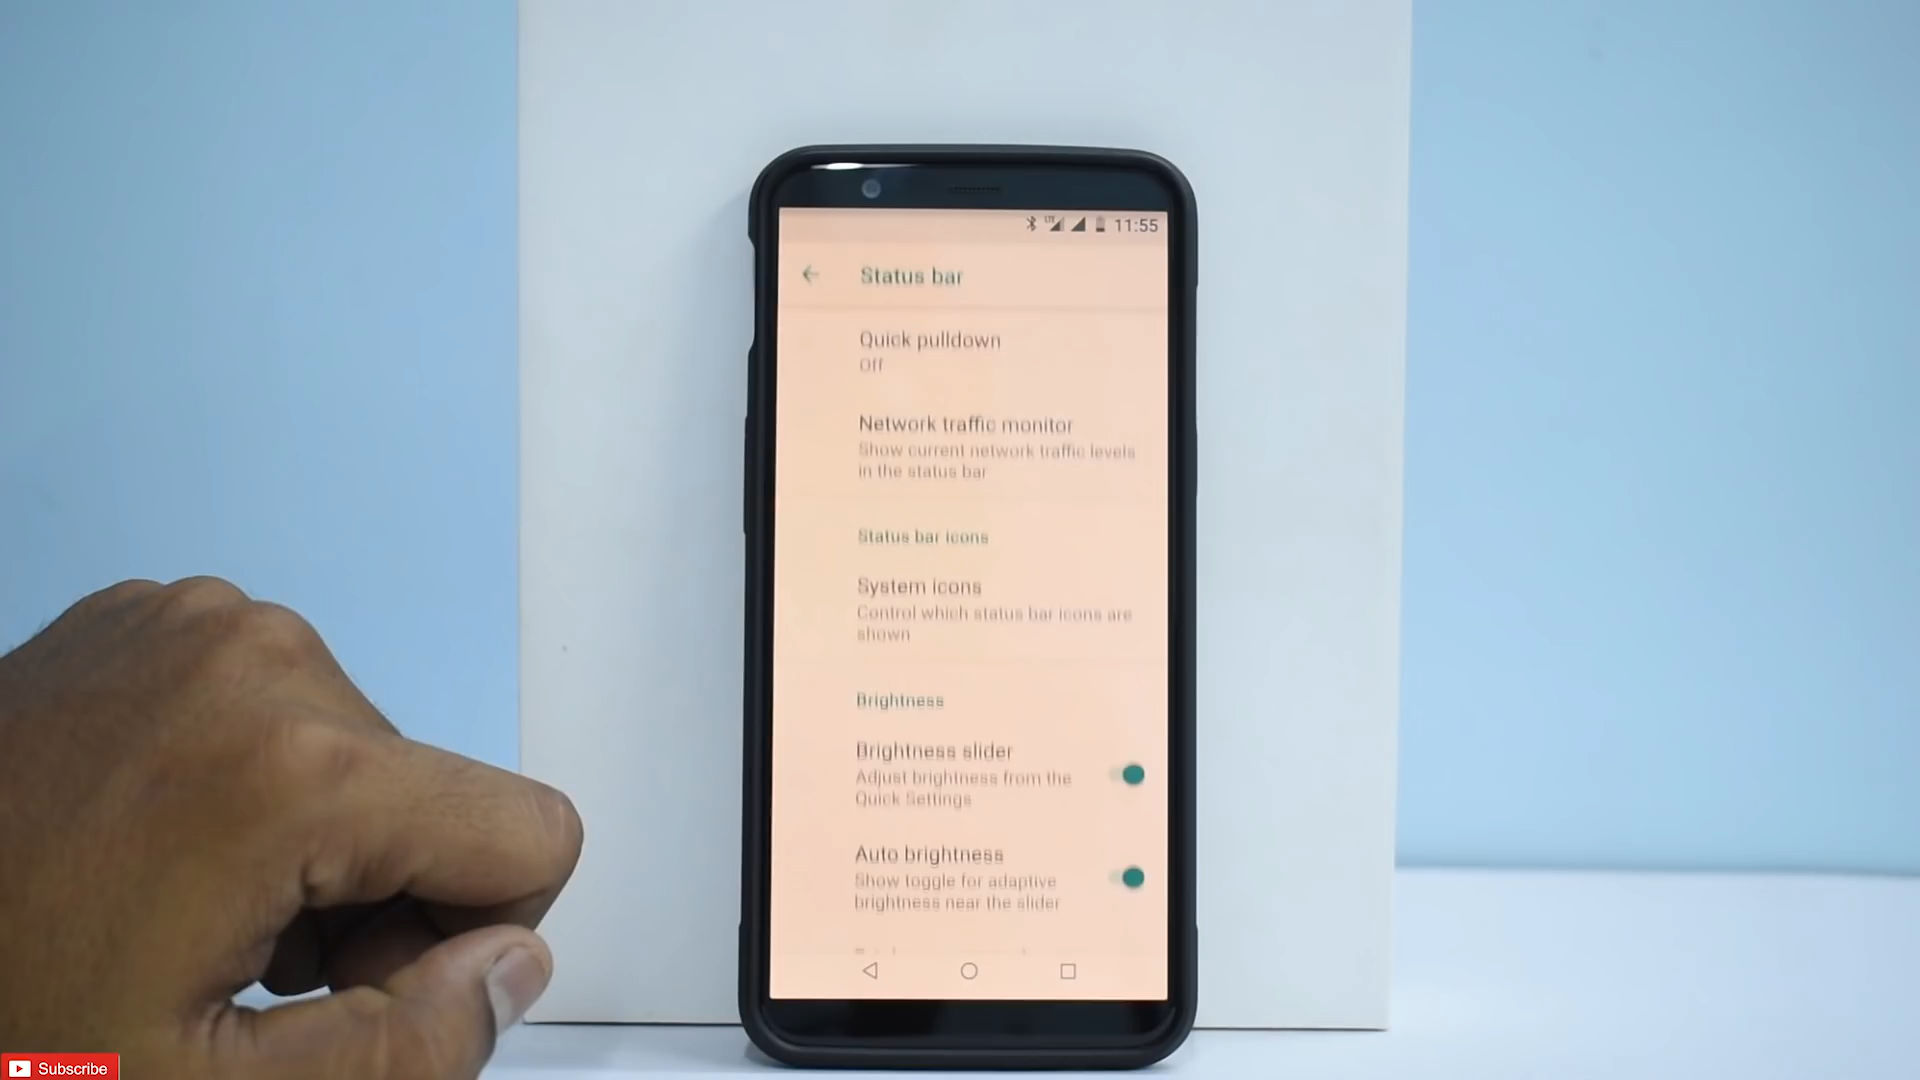 LTE 11:55
Status bar
Quick pulldown
Off
Network traffic monitor
Show current network traffic levels
in the status bar
Status bar icons
System icons
Control which status bar icons are
shown
Brightness
Brightness slider
Adjust brightness from the
Quick Settings
Auto brightness
Show toggle for adaptive
brightness near the slider
Subscribe